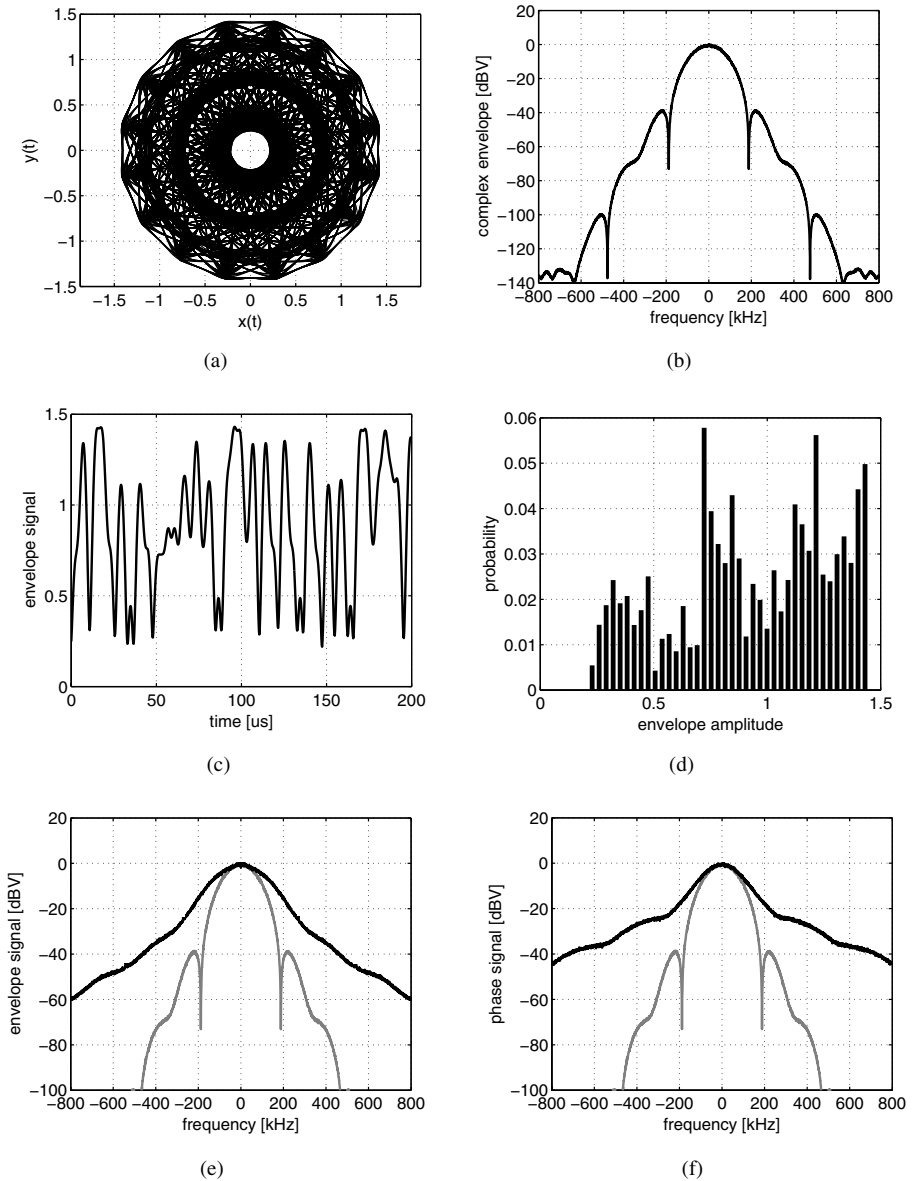 1.5
1
0.5
0
−0.5
−1
−1.5
y(t)
−1.5 −1 −0.5 0 0.5 1 1.5
x(t)
(a)
20
0
−20
−40
−60
−80
−100
−120
−140
complex envelope [dBV]
−800 −600 −400 −200 0 200 400 600 800
frequency [kHz]
(b)
1.5
1
0.5
0
envelope signal
0 50 100 150 200
time [us]
(c)
0.06
0.05
0.04
0.03
0.02
0.01
0
probability
0 0.5 1 1.5
envelope amplitude
(d)
20
0
−20
−40
−60
−80
−100
envelope signal [dBV]
−800 −600 −400 −200 0 200 400 600 800
frequency [kHz]
(e)
20
0
−20
−40
−60
−80
−100
phase signal [dBV]
−800 −600 −400 −200 0 200 400 600 800
frequency [kHz]
(f)